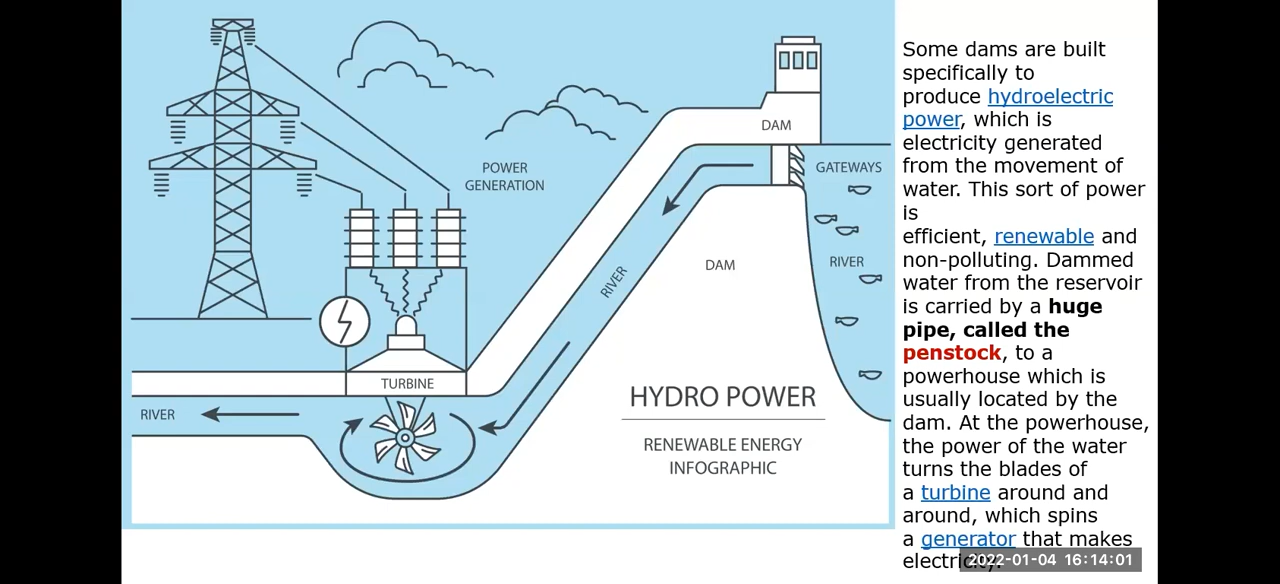 DAM
POWER
GENERATION
GATEWAYS
RIVER
DAM
RIVER
TURBINE
RIVER
HYDRO POWER
RENEWABLE ENERGY
INFOGRAPHIC
Some dams are built
specifically to
produce hydroelectric
power, which is
electricity generated
from the movement of
water. This sort of power
is
efficient, renewable and
non-polluting. Dammed
water from the reservoir
is carried by a huge
pipe, called the
penstock, to a
powerhouse which is
usually located by the
dam. At the powerhouse,
the power of the water
turns the blades of
a turbine around and
around, which spins
a generator that makes
electricity.
2022-01-04 16:14:01